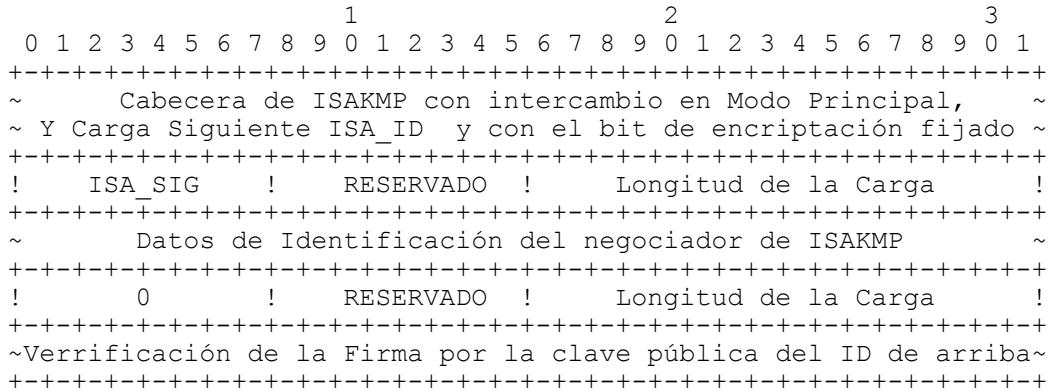 1                   2                   3
 0 1 2 3 4 5 6 7 8 9 0 1 2 3 4 5 6 7 8 9 0 1 2 3 4 5 6 7 8 9 0 1
+-+-+-+-+-+-+-+-+-+-+-+-+-+-+-+-+-+-+-+-+-+-+-+-+-+-+-+-+-+-+-+-+
~      Cabecera de ISAKMP con intercambio en Modo Principal,    ~
~ Y Carga Siguiente ISA_ID  y con el bit de encriptación fijado ~
+-+-+-+-+-+-+-+-+-+-+-+-+-+-+-+-+-+-+-+-+-+-+-+-+-+-+-+-+-+-+-+-+
!    ISA_SIG    !    RESERVADO  !     Longitud de la Carga      !
+-+-+-+-+-+-+-+-+-+-+-+-+-+-+-+-+-+-+-+-+-+-+-+-+-+-+-+-+-+-+-+-+
~       Datos de Identificación del negociador de ISAKMP        ~
+-+-+-+-+-+-+-+-+-+-+-+-+-+-+-+-+-+-+-+-+-+-+-+-+-+-+-+-+-+-+-+-+
!       0       !    RESERVADO  !     Longitud de la Carga      !
+-+-+-+-+-+-+-+-+-+-+-+-+-+-+-+-+-+-+-+-+-+-+-+-+-+-+-+-+-+-+-+-+
~Verrificación de la Firma por la clave pública del ID de arriba~
+-+-+-+-+-+-+-+-+-+-+-+-+-+-+-+-+-+-+-+-+-+-+-+-+-+-+-+-+-+-+-+-+